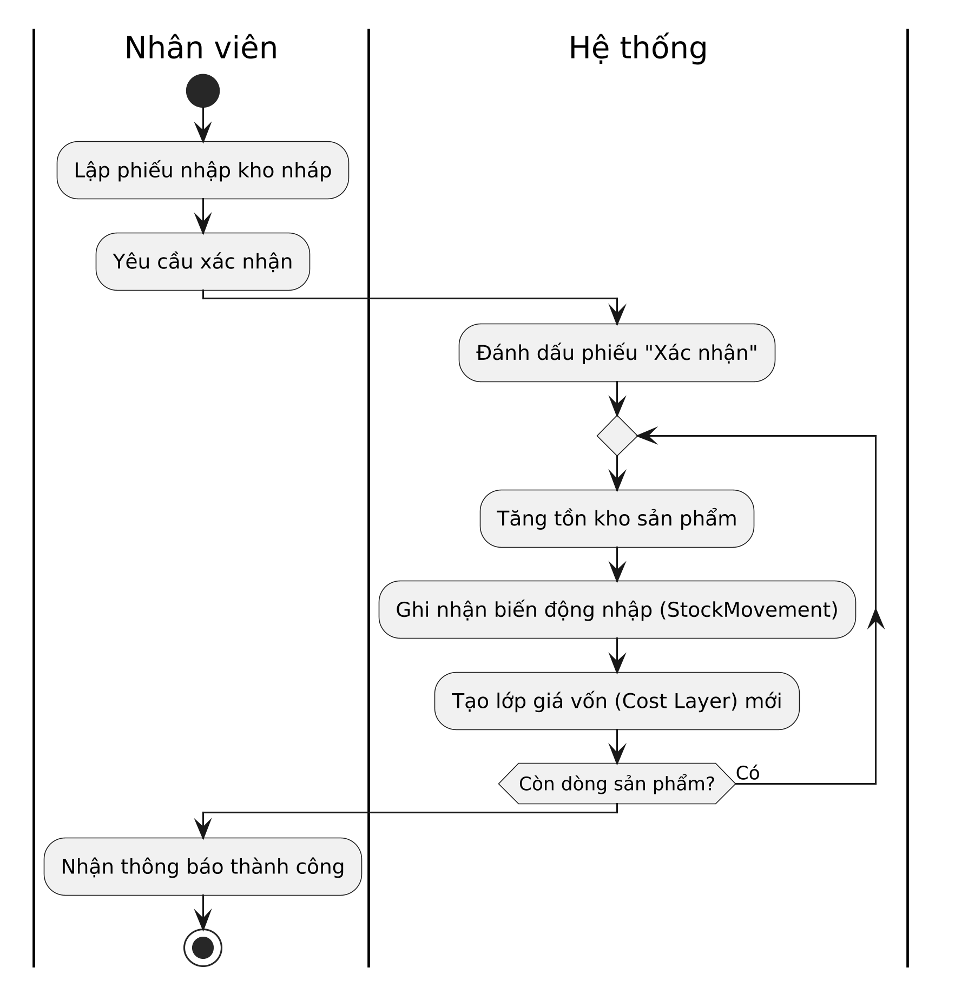 Nhân viên
Hệ thống
Lập phiếu nhập kho nháp
Yêu cầu xác nhận
Đánh dấu phiếu "Xác nhận"
Tăng tồn kho sản phẩm
Ghi nhận biến động nhập (StockMovement)
Tạo lớp giá vốn (Cost Layer) mới
Còn dòng sản phẩm?
Có
Nhận thông báo thành công